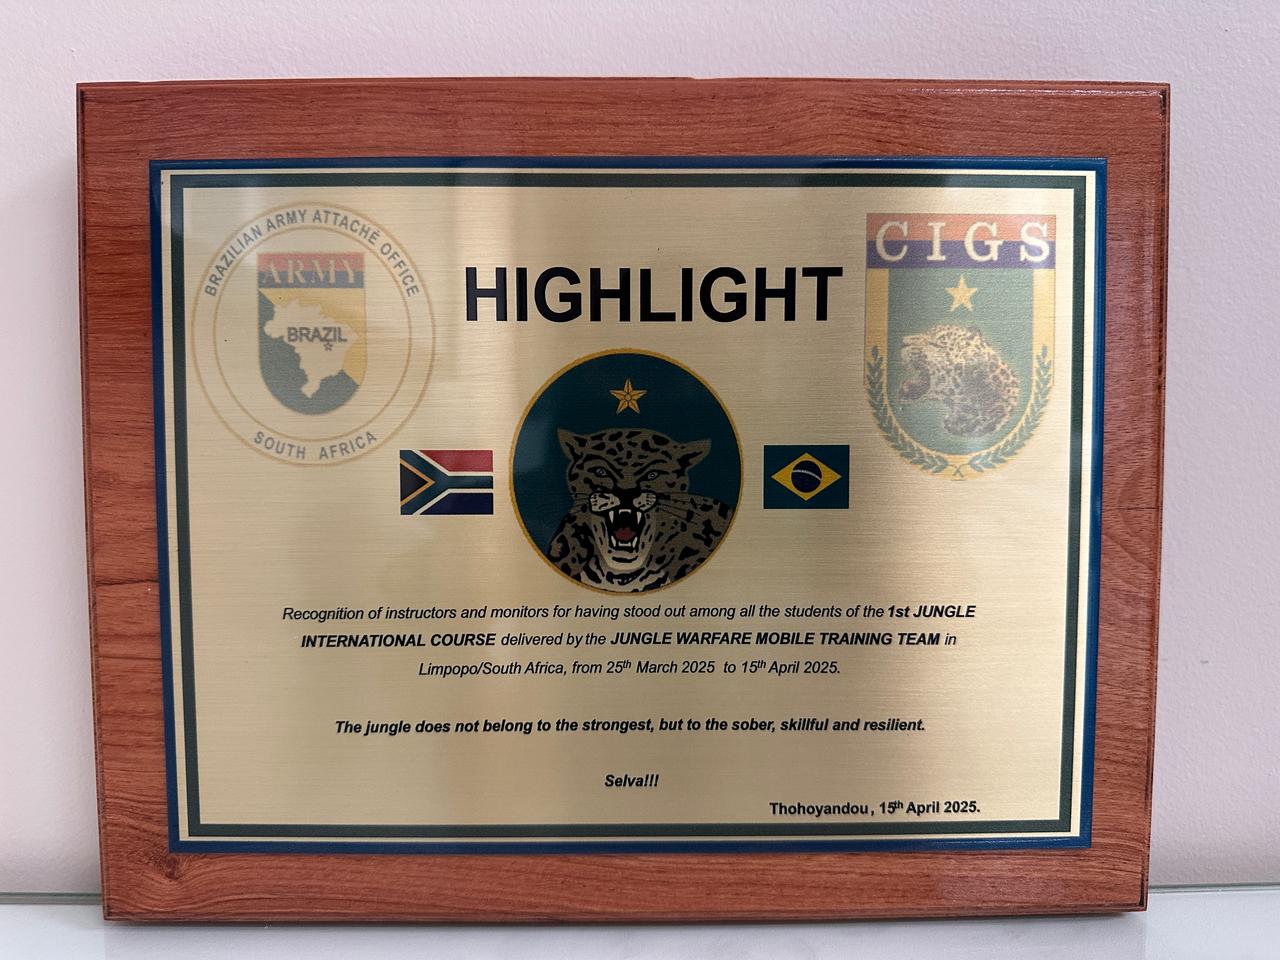 BRAZILIAN ARMY ATTACHÉ OFFICE
ARMY
BRAZIL
SOUTH AFRICA
CIGS
HIGHLIGHT
Recognition of instructors and monitors for having stood out among all the students of the 1st JUNGLE
INTERNATIONAL COURSE delivered by the JUNGLE WARFARE MOBILE TRAINING TEAM in
Limpopo/South Africa, from 25th March 2025 to 15th April 2025.
The jungle does not belong to the strongest, but to the sober, skillful and resilient.
Selva!!!
Thohoyandou, 15th April 2025.